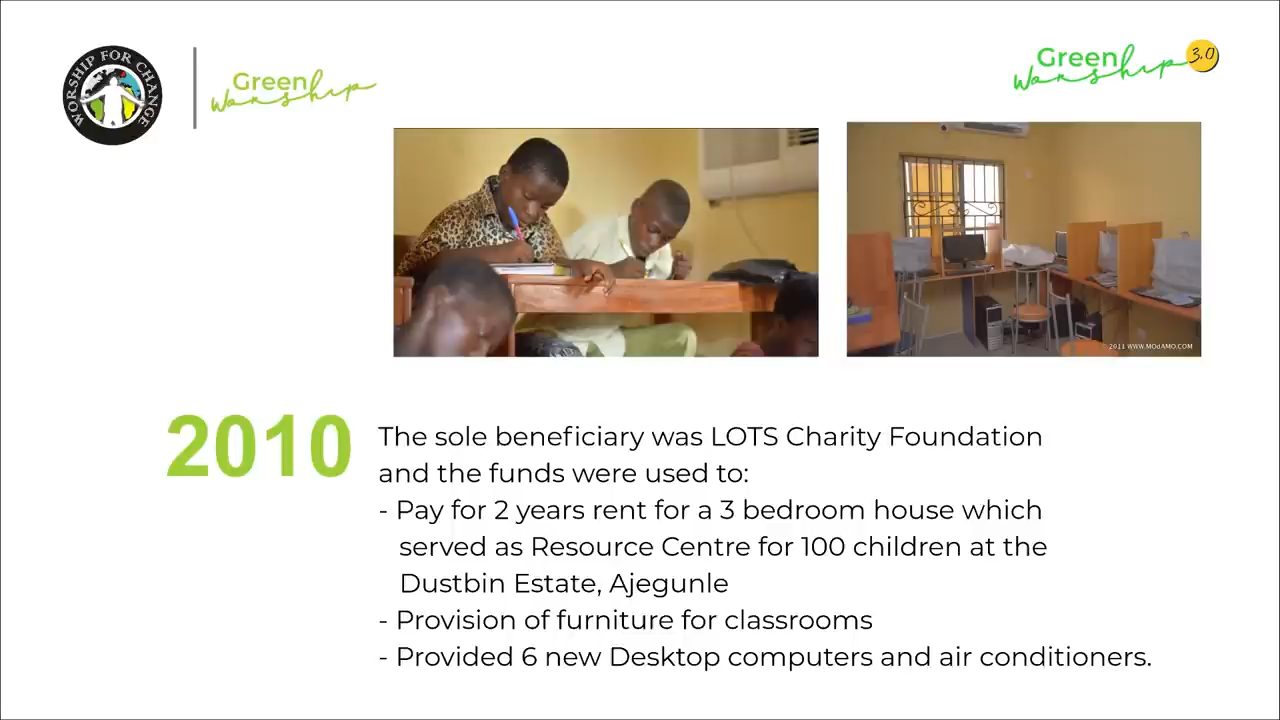 WORSHIP FOR CHANGE
Green
Worship
Green
Worship
3.0
2011 WWW.MOdAMO.COM
2010
The sole beneficiary was LOTS Charity Foundation
and the funds were used to:
- Pay for 2 years rent for a 3 bedroom house which
served as Resource Centre for 100 children at the
Dustbin Estate, Ajegunle
- Provision of furniture for classrooms
- Provided 6 new Desktop computers and air conditioners.